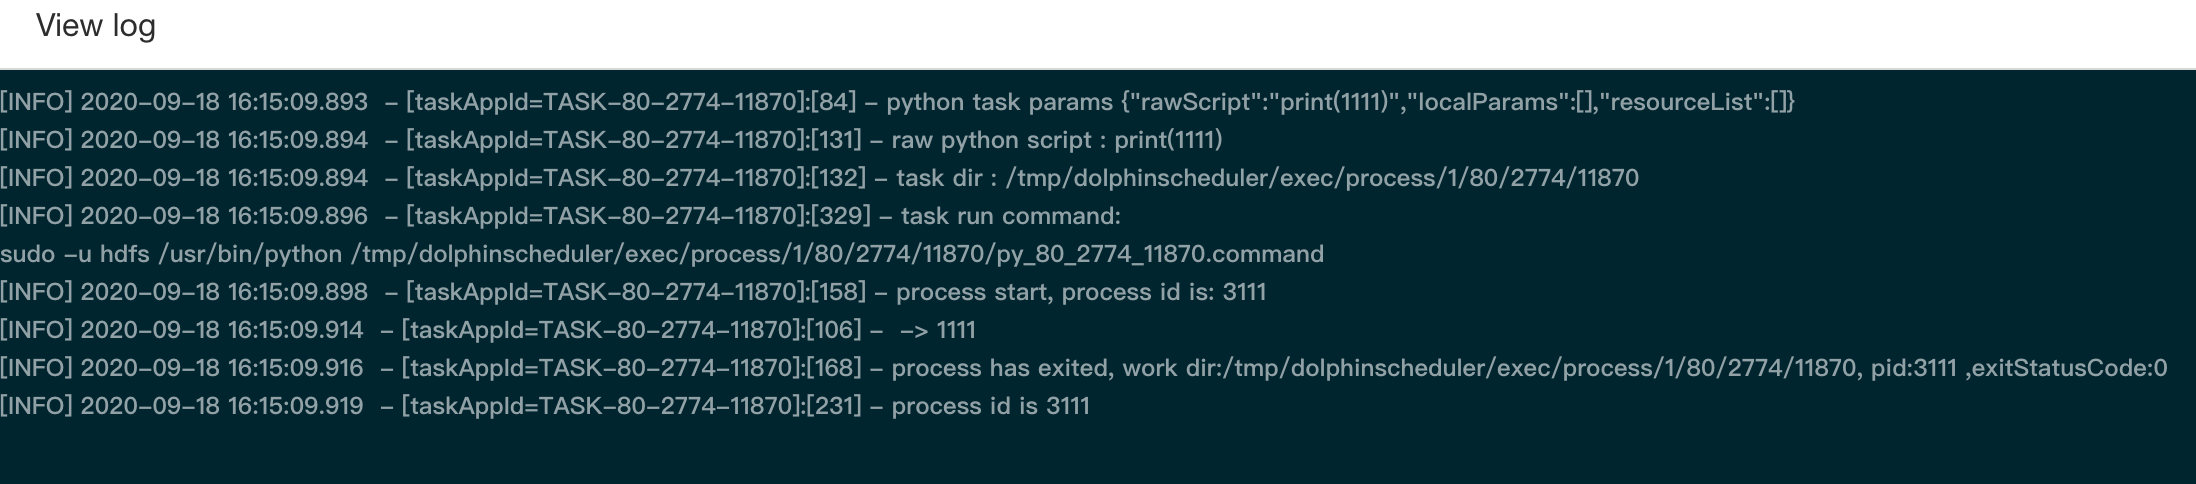 View log
[INFO] 2020-09-18 16:15:09.893  - [taskAppId=TASK-80-2774-11870]:[84] - python task params {"rawScript":"print(1111)","localParams":[],"resourceList":[]}
[INFO] 2020-09-18 16:15:09.894  - [taskAppId=TASK-80-2774-11870]:[131] - raw python script : print(1111)
[INFO] 2020-09-18 16:15:09.894  - [taskAppId=TASK-80-2774-11870]:[132] - task dir : /tmp/dolphinscheduler/exec/process/1/80/2774/11870
[INFO] 2020-09-18 16:15:09.896  - [taskAppId=TASK-80-2774-11870]:[329] - task run command:
sudo -u hdfs /usr/bin/python /tmp/dolphinscheduler/exec/process/1/80/2774/11870/py_80_2774_11870.command
[INFO] 2020-09-18 16:15:09.898  - [taskAppId=TASK-80-2774-11870]:[158] - process start, process id is: 3111
[INFO] 2020-09-18 16:15:09.914  - [taskAppId=TASK-80-2774-11870]:[106] -  -> 1111
[INFO] 2020-09-18 16:15:09.916  - [taskAppId=TASK-80-2774-11870]:[168] - process has exited, work dir:/tmp/dolphinscheduler/exec/process/1/80/2774/11870, pid:3111 ,exitStatusCode:0
[INFO] 2020-09-18 16:15:09.919  - [taskAppId=TASK-80-2774-11870]:[231] - process id is 3111